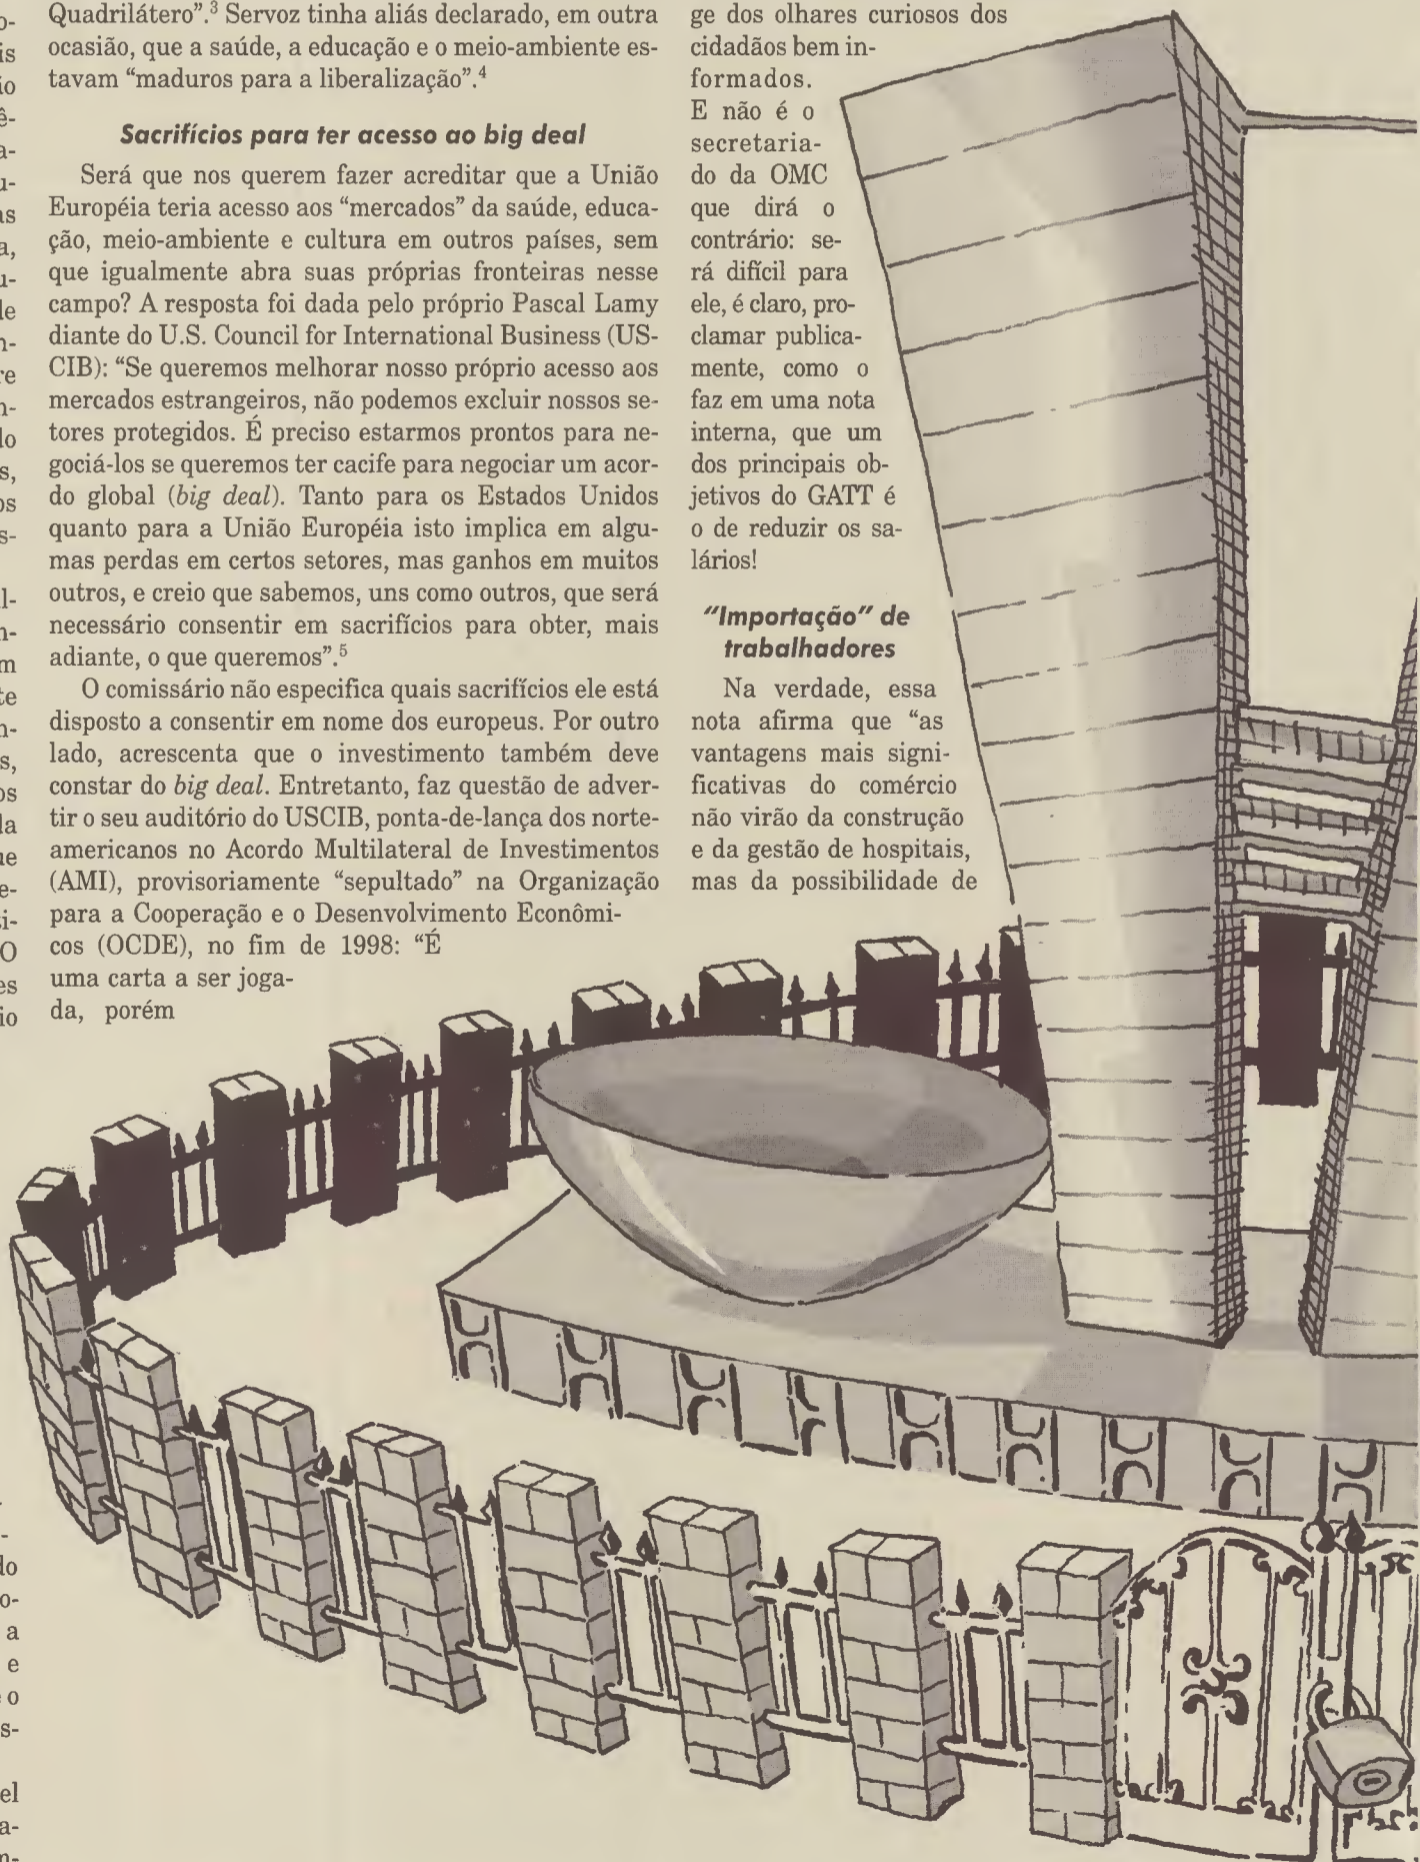 Quadrilátero”.³ Servoz tinha aliás declarado, em outra
ocasião, que a saúde, a educação e o meio-ambiente es-
tavam “maduros para a liberalização”.⁴
Sacrifícios para ter acesso ao big deal
Será que nos querem fazer acreditar que a União
Européia teria acesso aos “mercados” da saúde, educa-
ção, meio-ambiente e cultura em outros países, sem
que igualmente abra suas próprias fronteiras nesse
campo? A resposta foi dada pelo próprio Pascal Lamy
diante do U.S. Council for International Business (US-
CIB): “Se queremos melhorar nosso próprio acesso aos
mercados estrangeiros, não podemos excluir nossos se-
tores protegidos. É preciso estarmos prontos para ne-
gociá-los se queremos ter cacife para negociar um acor-
do global (big deal). Tanto para os Estados Unidos
quanto para a União Européia isto implica em algu-
mas perdas em certos setores, mas ganhos em muitos
outros, e creio que sabemos, uns como outros, que será
necessário consentir em sacrifícios para obter, mais
adiante, o que queremos”.⁵
O comissário não especifica quais sacrifícios ele está
disposto a consentir em nome dos europeus. Por outro
lado, acrescenta que o investimento também deve
constar do big deal. Entretanto, faz questão de adver-
tir o seu auditório do USCIB, ponta-de-lança dos norte-
americanos no Acordo Multilateral de Investimentos
(AMI), provisoriamente “sepultado” na Organização
para a Cooperação e o Desenvolvimento Econômi-
cos (OCDE), no fim de 1998: “É
uma carta a ser joga-
da, porém
ge dos olhares curiosos dos
cidadãos bem in-
formados.
E não é o
secretaria-
do da OMC
que dirá o
contrário: se-
rá difícil para
ele, é claro, pro-
clamar publica-
mente, como o
faz em uma nota
interna, que um
dos principais ob-
jetivos do GATT é
o de reduzir os sa-
lários!
“Importação” de
trabalhadores
Na verdade, essa
nota afirma que “as
vantagens mais signi-
ficativas do comércio
não virão da construção
e da gestão de hospitais,
mas da possibilidade de